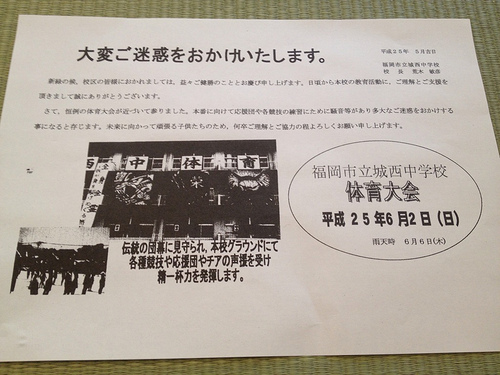 大変ご迷惑をおかけいたします。
平成25年 5月吉日
福岡市立城西中学校
校 長 荒木 敏彦
新緑の候、校区の皆様におかれましては、益々ご健勝のこととお慶び申し上げます。日頃から本校の教育活動に、ご理解とご支援を
頂きまして誠にありがとうございます。
さて、恒例の体育大会が近づいて参りました。本番に向けて応援団や各競技の練習にために騒音等があり多大なご迷惑をおかけする
事になると存じます。未来に向かって頑張る子供たちのため、何卒ご理解とご協力の程よろしくお願い申し上げます。
西中体育
伝統の団幕に見守られ、本校グラウンドにて
各種競技や応援団やチアの声援を受け
精一杯力を発揮します。
福岡市立城西中学校
体育大会
平成 25年6月2日(日)
雨天時 6月6日(木)